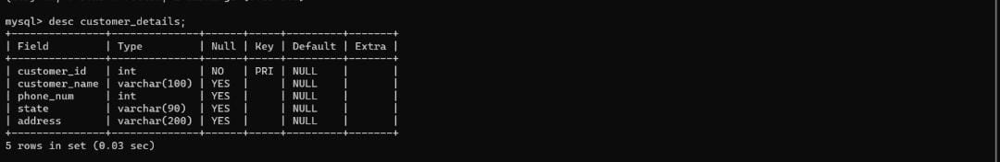 mysql> desc customer_details;
+---------------+--------------+------+-----+---------+-------+
| Field         | Type         | Null | Key | Default | Extra |
+---------------+--------------+------+-----+---------+-------+
| customer_id   | int          | NO   | PRI | NULL    |       |
| customer_name | varchar(100) | YES  |     | NULL    |       |
| phone_num     | int          | YES  |     | NULL    |       |
| state         | varchar(90)  | YES  |     | NULL    |       |
| address       | varchar(200) | YES  |     | NULL    |       |
+---------------+--------------+------+-----+---------+-------+
5 rows in set (0.03 sec)